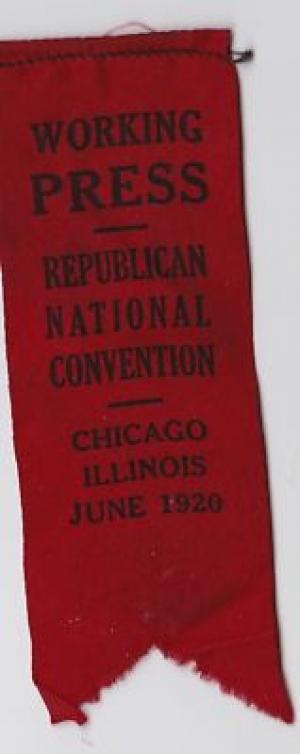 WORKING
PRESS
REPUBLICAN
NATIONAL
CONVENTION
CHICAGO
ILLINOIS
JUNE 1920